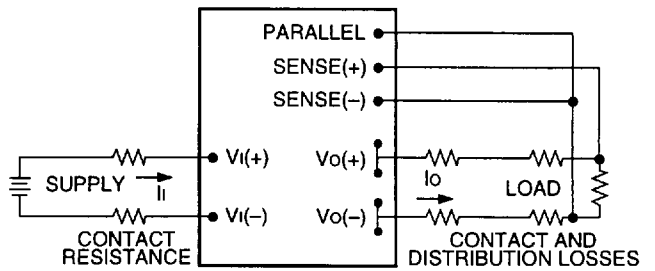 PARALLEL
SENSE(+)
SENSE(–)
VI(+)
VO(+)
SUPPLY
II
IO
LOAD
VI(–)
VO(–)
CONTACT
RESISTANCE
CONTACT AND
DISTRIBUTION LOSSES